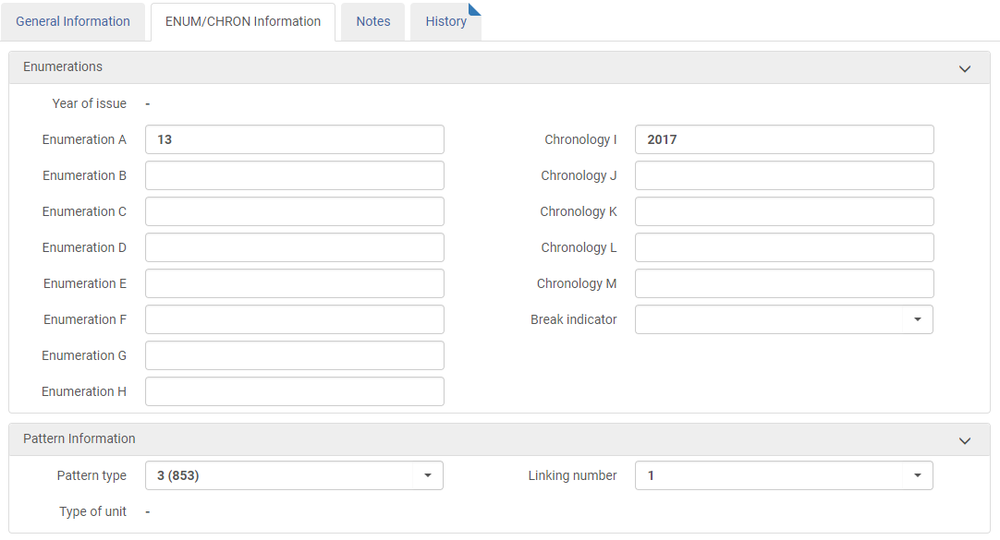 General Information ENUM/CHRON Information Notes History
Enumerations
Year of issue -
Enumeration A 13 Chronology I 2017
Enumeration B Chronology J
Enumeration C Chronology K
Enumeration D Chronology L
Enumeration E Chronology M
Enumeration F Break indicator
Enumeration G
Enumeration H
Pattern Information
Pattern type 3 (853) Linking number 1
Type of unit -